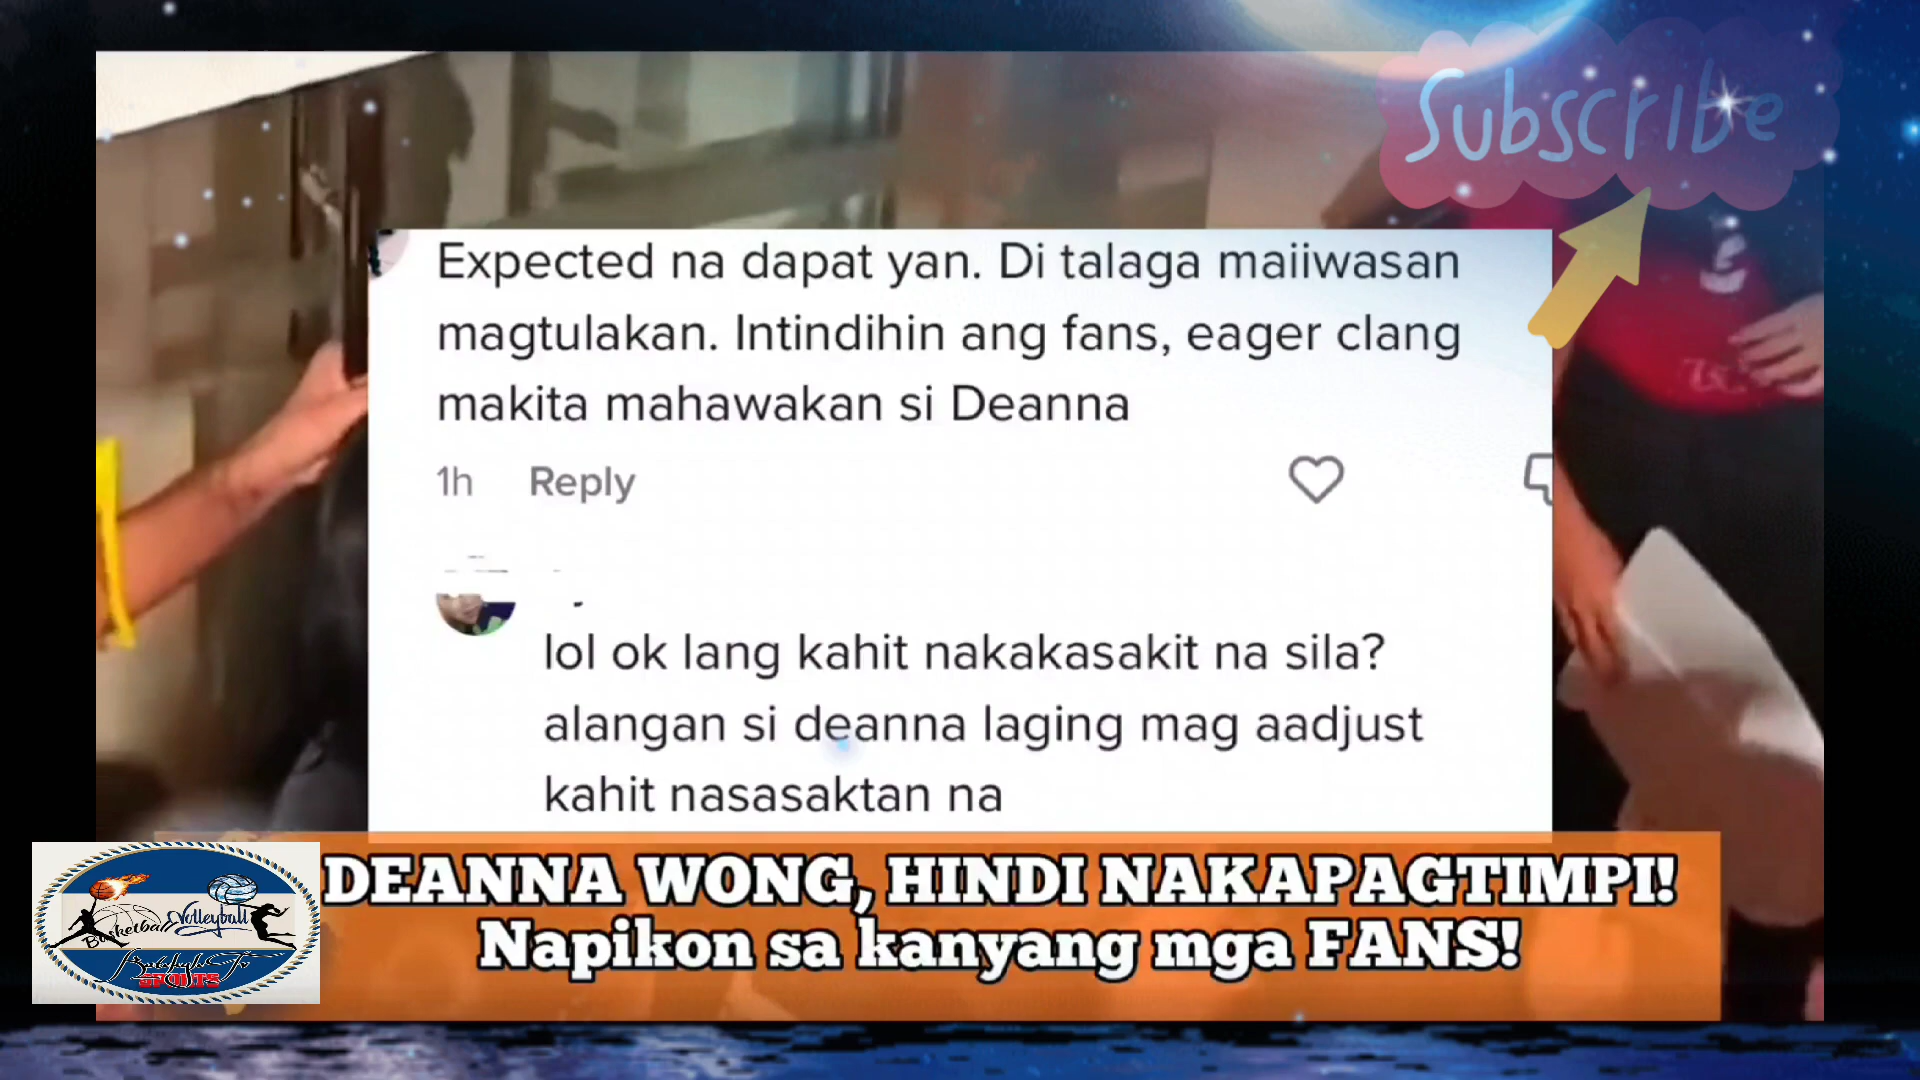 Subscribe
Expected na dapat yan. Di talaga maiiwasan
magtulakan. Intindihin ang fans, eager clang
makita mahawakan si Deanna
1h Reply
lol ok lang kahit nakakasakit na sila?
alangan si deanna laging mag aadjust
kahit nasasaktan na
DEANNA WONG, HINDI NAKAPAGTIMPI!
Napikon sa kanyang mga FANS!
Volleyball
Basketball
SPORTS